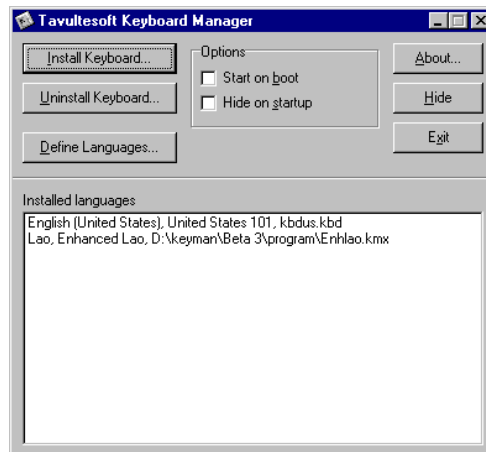 Tavultesoft Keyboard Manager
Install Keyboard...
Uninstall Keyboard...
Define Languages...
Options
Start on boot
Hide on startup
About...
Hide
Exit
Installed languages
English (United States), United States 101, kbdus.kbd
Lao, Enhanced Lao, D:\keyman\Beta 3\program\Enhlao.kmx